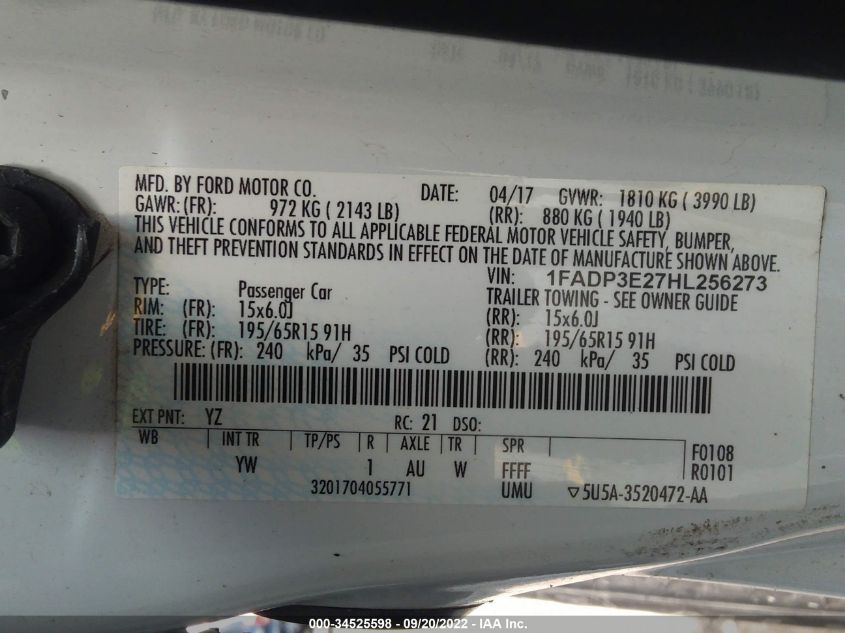 MFD. BY FORD MOTOR CO. DATE: 04/17 GVWR: 1810 KG ( 3990 LB)
GAWR: (FR): 972 KG ( 2143 LB) (RR): 880 KG ( 1940 LB)
THIS VEHICLE CONFORMS TO ALL APPLICABLE FEDERAL MOTOR VEHICLE SAFETY, BUMPER,
AND THEFT PREVENTION STANDARDS IN EFFECT ON THE DATE OF MANUFACTURE SHOWN ABOVE.
VIN: 1FADP3E27HL256273
TYPE: Passenger Car TRAILER TOWING - SEE OWNER GUIDE
RIM: (FR): 15x6.0J (RR): 15x6.0J
TIRE: (FR): 195/65R15 91H (RR): 195/65R15 91H
PRESSURE: (FR): 240 kPa/ 35 PSI COLD (RR): 240 kPa/ 35 PSI COLD
EXT PNT: YZ RC: 21 DSO:
WB INT TR TP/PS R AXLE TR SPR F0108
YW 1 AU W FFFF R0101
3201704055771 UMU ▽5U5A-3520472-AA
000-34525598 - 09/20/2022 - IAA Inc.